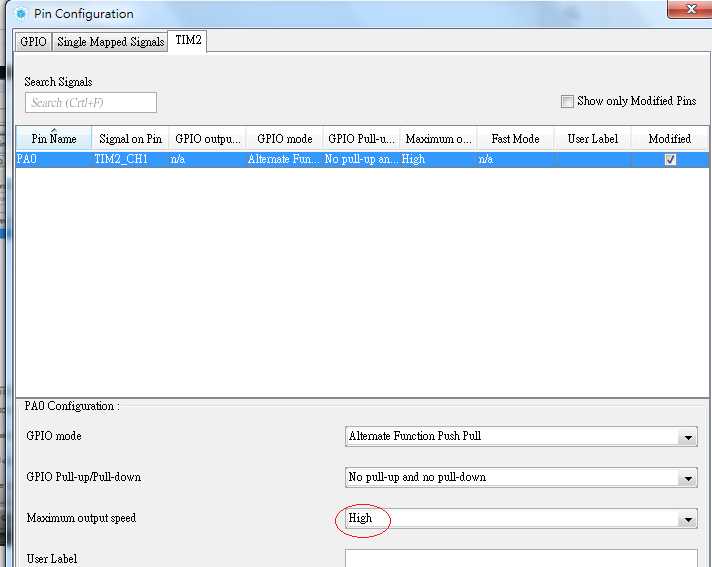 Pin Configuration
GPIO Single Mapped Signals TIM2
Search Signals
Search (Crtl+F)
Show only Modified Pins
Pin Name Signal on Pin GPIO outpu... GPIO mode GPIO Pull-u... Maximum o... Fast Mode User Label Modified
PA0 TIM2_CH1 n/a Alternate Fun... No pull-up an... High n/a
PA0 Configuration :
GPIO mode Alternate Function Push Pull
GPIO Pull-up/Pull-down No pull-up and no pull-down
Maximum output speed High
User Label